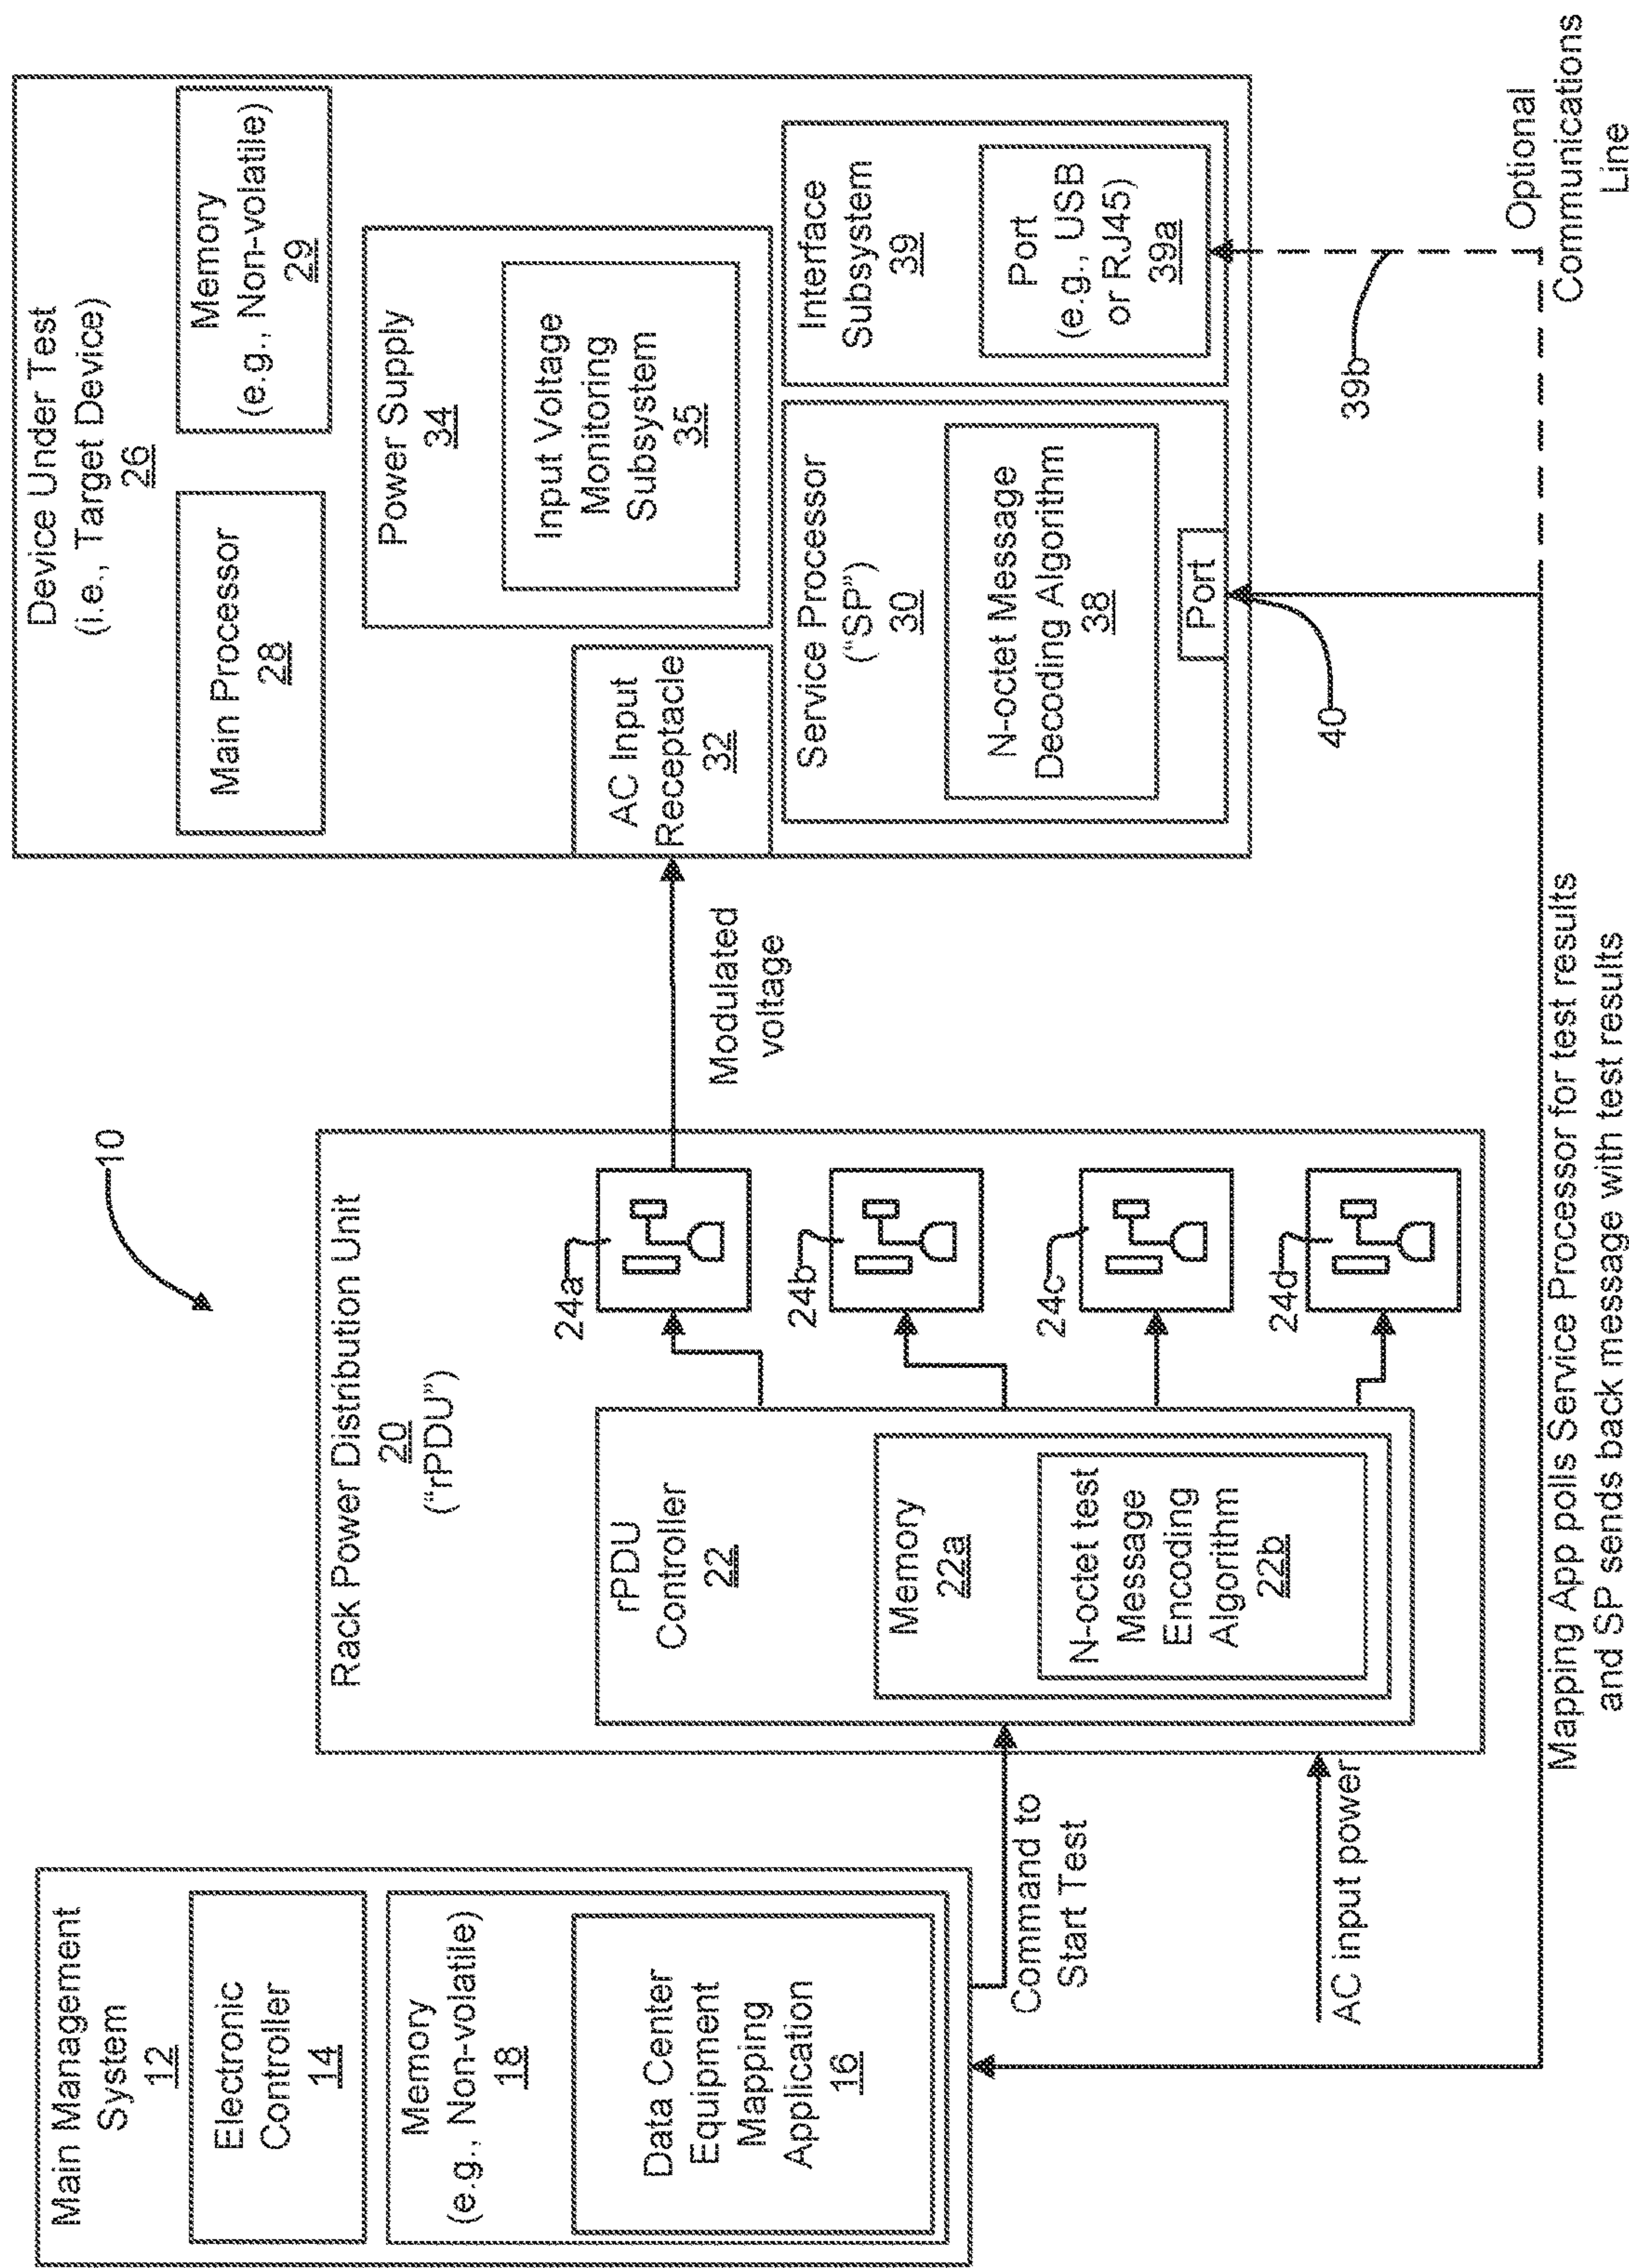 10
Main Management
System
12
Electronic
Controller
14
Memory
(e.g., Non-volatile)
18
Data Center
Equipment
Mapping
Application
16
Command to
Start Test
AC input power
Rack Power Distribution Unit
20
("rPDU")
rPDU
Controller
22
Memory
22a
N-octet test
Message
Encoding
Algorithm
22b
24a
24b
24c
24d
Modulated
voltage
Device Under Test
(i.e., Target Device)
26
Main Processor
28
Memory
(e.g., Non-volatile)
29
AC Input
Receptacle
32
Power Supply
34
Input Voltage
Monitoring
Subsystem
35
Service Processor
("SP")
30
N-octet Message
Decoding Algorithm
38
Port
40
Interface
Subsystem
39
Port
(e.g., USB
or RJ45)
39a
39b
Optional
Communications
Line
Mapping App polls Service Processor for test results
and SP sends back message with test results